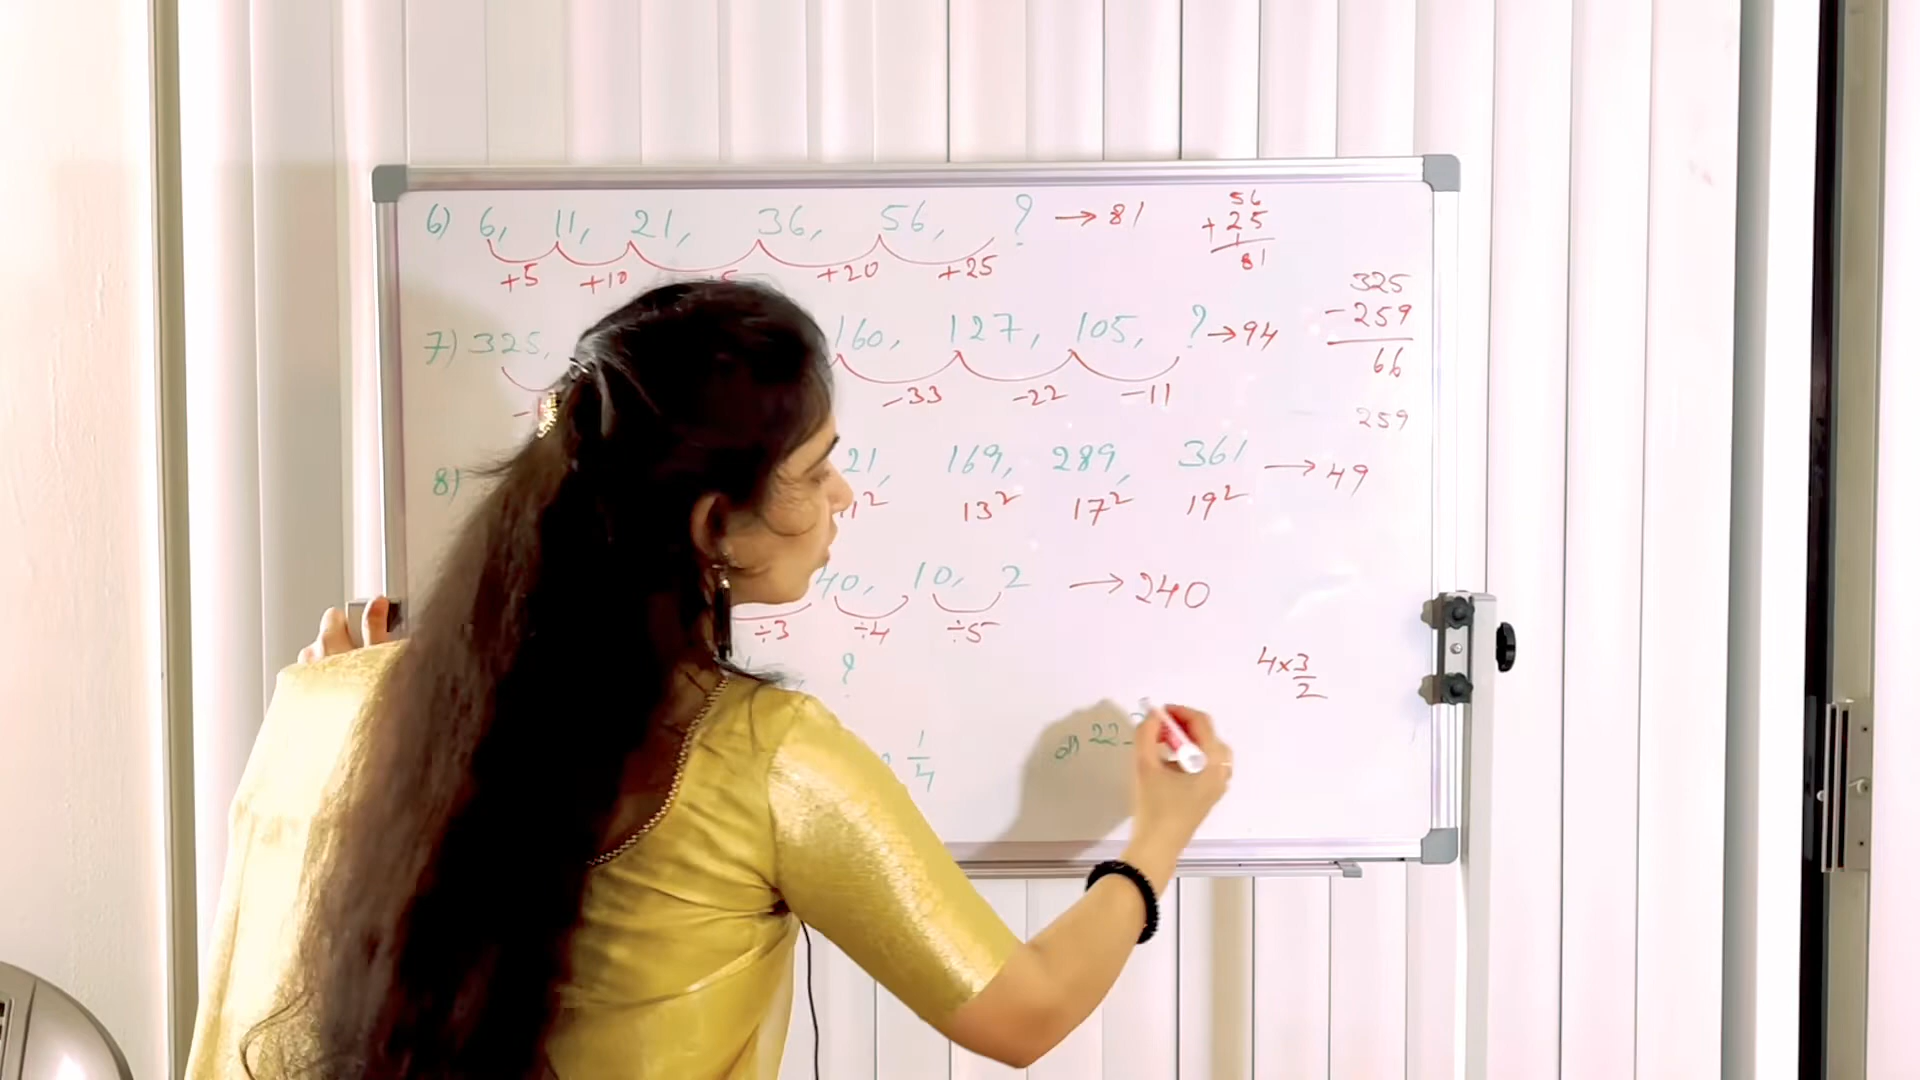 6) 6, 11, 21, 36, 56, ? → 81
+5 +10 +20 +25
56
+ 25
1
81
7) 325, 160, 127, 105, ? → 94
-33 -22 -11
325
- 259
66
259
8) 21, 169, 289, 361 → 49
11² 13² 17² 19²
40, 10, 2 → 240
÷3 ÷4 ÷5
?
4 × 3/2
1/4
d) 22